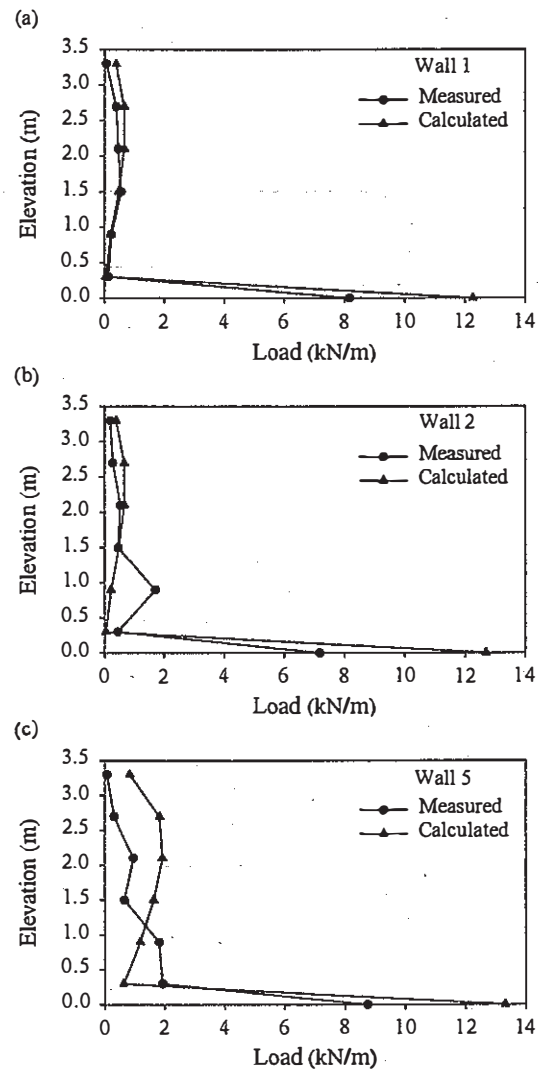 (a)
3.5
3.0
2.5
2.0
1.5
1.0
0.5
0.0
Elevation (m)
Wall 1
Measured
Calculated
0 2 4 6 8 10 12 14
Load (kN/m)
(b)
3.5
3.0
2.5
2.0
1.5
1.0
0.5
0.0
Elevation (m)
Wall 2
Measured
Calculated
0 2 4 6 8 10 12 14
Load (kN/m)
(c)
3.5
3.0
2.5
2.0
1.5
1.0
0.5
0.0
Elevation (m)
Wall 5
Measured
Calculated
0 2 4 6 8 10 12 14
Load (kN/m)